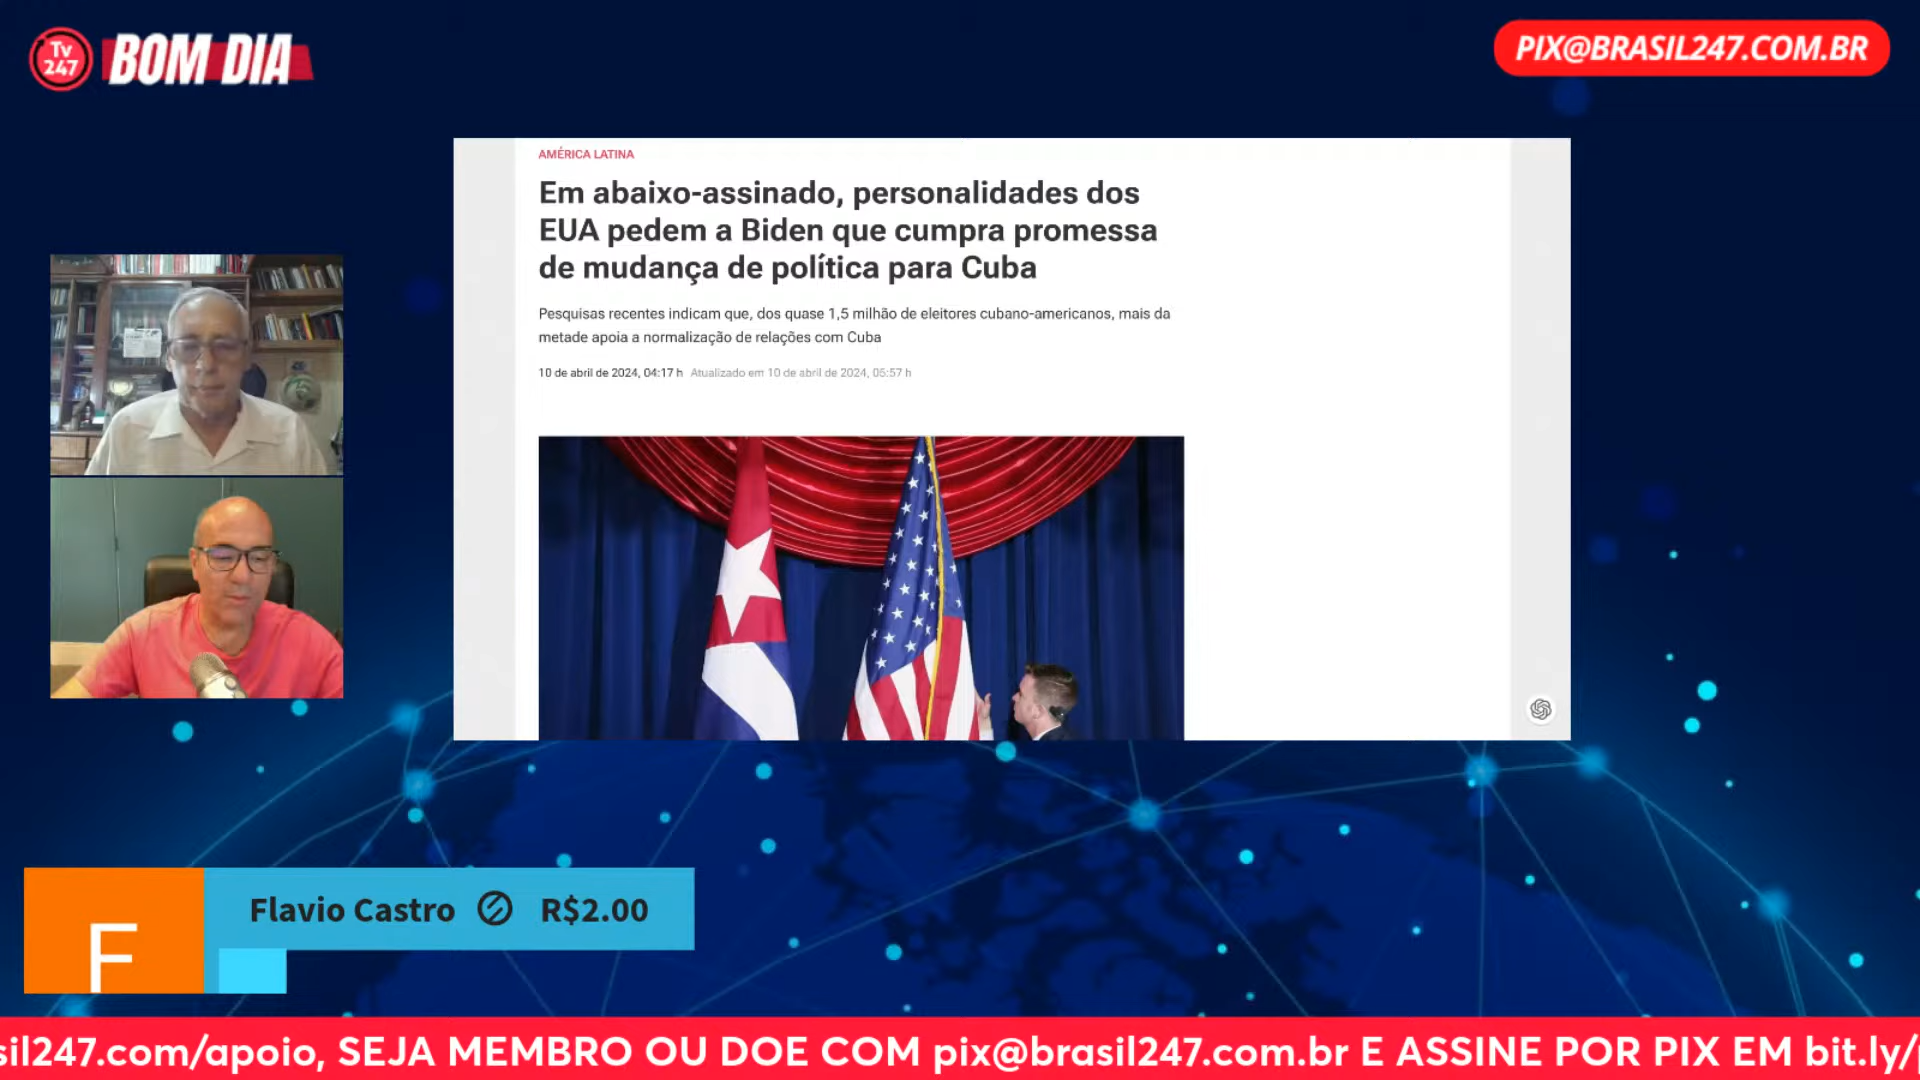 Tv
247
BOM DIA
PIX@BRASIL247.COM.BR
AMÉRICA LATINA
Em abaixo-assinado, personalidades dos
EUA pedem a Biden que cumpra promessa
de mudança de política para Cuba
Pesquisas recentes indicam que, dos quase 1,5 milhão de eleitores cubano-americanos, mais da
metade apoia a normalização de relações com Cuba
10 de abril de 2024, 04:17 h Atualizado em 10 de abril de 2024, 05:57 h
F
Flavio Castro R$2.00
sil247.com/apoio, SEJA MEMBRO OU DOE COM pix@brasil247.com.br E ASSINE POR PIX EM bit.ly/